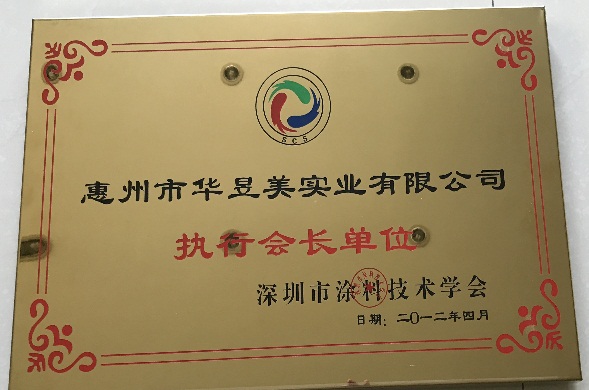 惠州市华昱美实业有限公司
执行会长单位
深圳市涂料技术学会
日期：二〇一二年四月